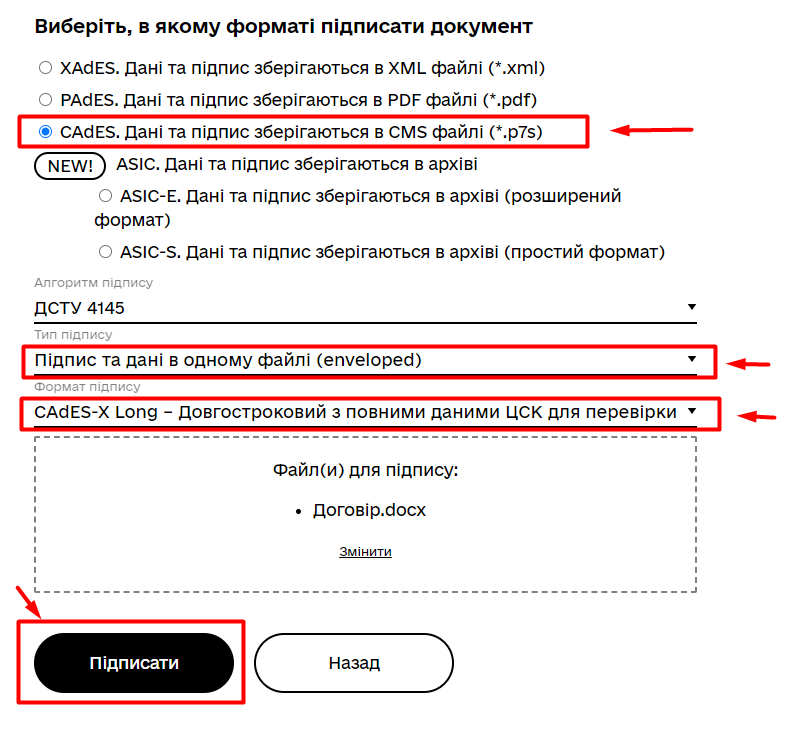 Виберіть, в якому форматі підписати документ
XAdES. Дані та підпис зберігаються в XML файлі (*.xml)
PAdES. Дані та підпис зберігаються в PDF файлі (*.pdf)
CAdES. Дані та підпис зберігаються в CMS файлі (*.p7s)
NEW! ASIC. Дані та підпис зберігаються в архіві
ASIC-E. Дані та підпис зберігаються в архіві (розширений
формат)
ASIC-S. Дані та підпис зберігаються в архіві (простий формат)
Алгоритм підпису
ДСТУ 4145
Тип підпису
Підпис та дані в одному файлі (enveloped)
Формат підпису
CAdES-X Long – Довгостроковий з повними даними ЦСК для перевірки
Файл(и) для підпису:
• Договір.docx
Змінити
Підписати Назад